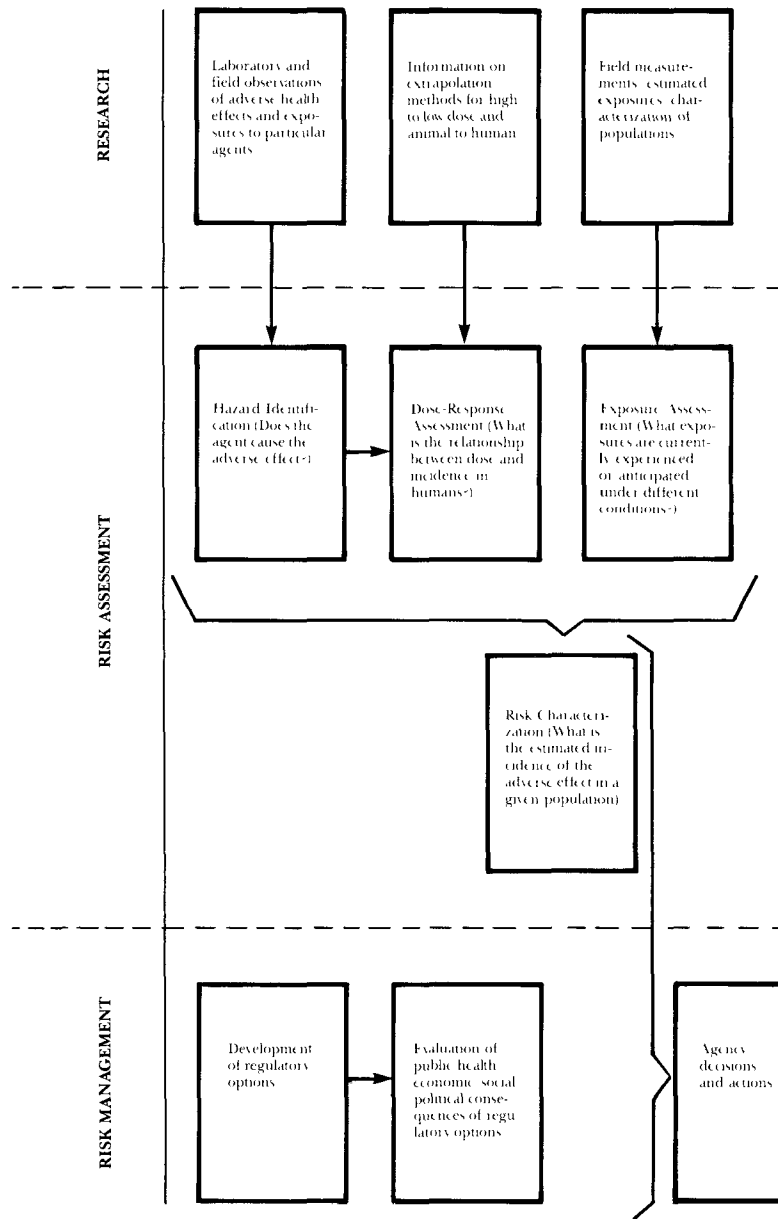 RESEARCH
Laboratory and
field observations
of adverse health
effects and expo-
sures to particular
agents
Information on
extrapolation
methods for high
to low dose and
animal to human
Field measure-
ments estimated
exposures char-
acterization of
populations
RISK ASSESSMENT
Hazard Identifi-
cation (Does the
agent cause the
adverse effect?)
Dose-Response
Assessment (What
is the relationship
between dose and
incidence in
humans?)
Exposure Assess-
ment (What expo-
sures are current-
ly experienced
or anticipated
under different
conditions?)
Risk Characteri-
zation (What is
the estimated in-
cidence of the
adverse effect in a
given population)
RISK MANAGEMENT
Development
of regulatory
options
Evaluation of
public health
economic social
political conse-
quences of regu
latory options
Agency
decisions
and actions